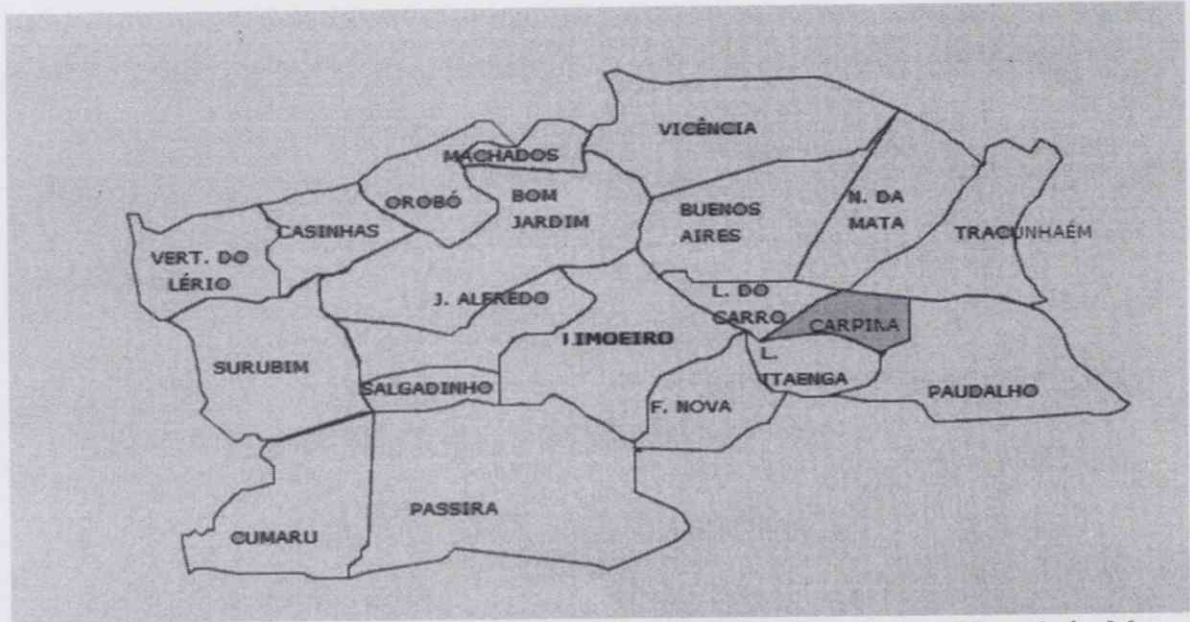 VICÊNCIA
MACHADOS
OROBÓ
BOM
JARDIM
BUENOS
AIRES
N. DA
MATA
TRACUNHAÉM
CASINHAS
VERT. DO
LÉRIO
J. ALFREDO
L. DO
CARRO
CARPINA
LIMOEIRO
SURUBIM
SALGADINHO
L.
ITAENGA
F. NOVA
PAUDALHO
PASSIRA
CUMARU